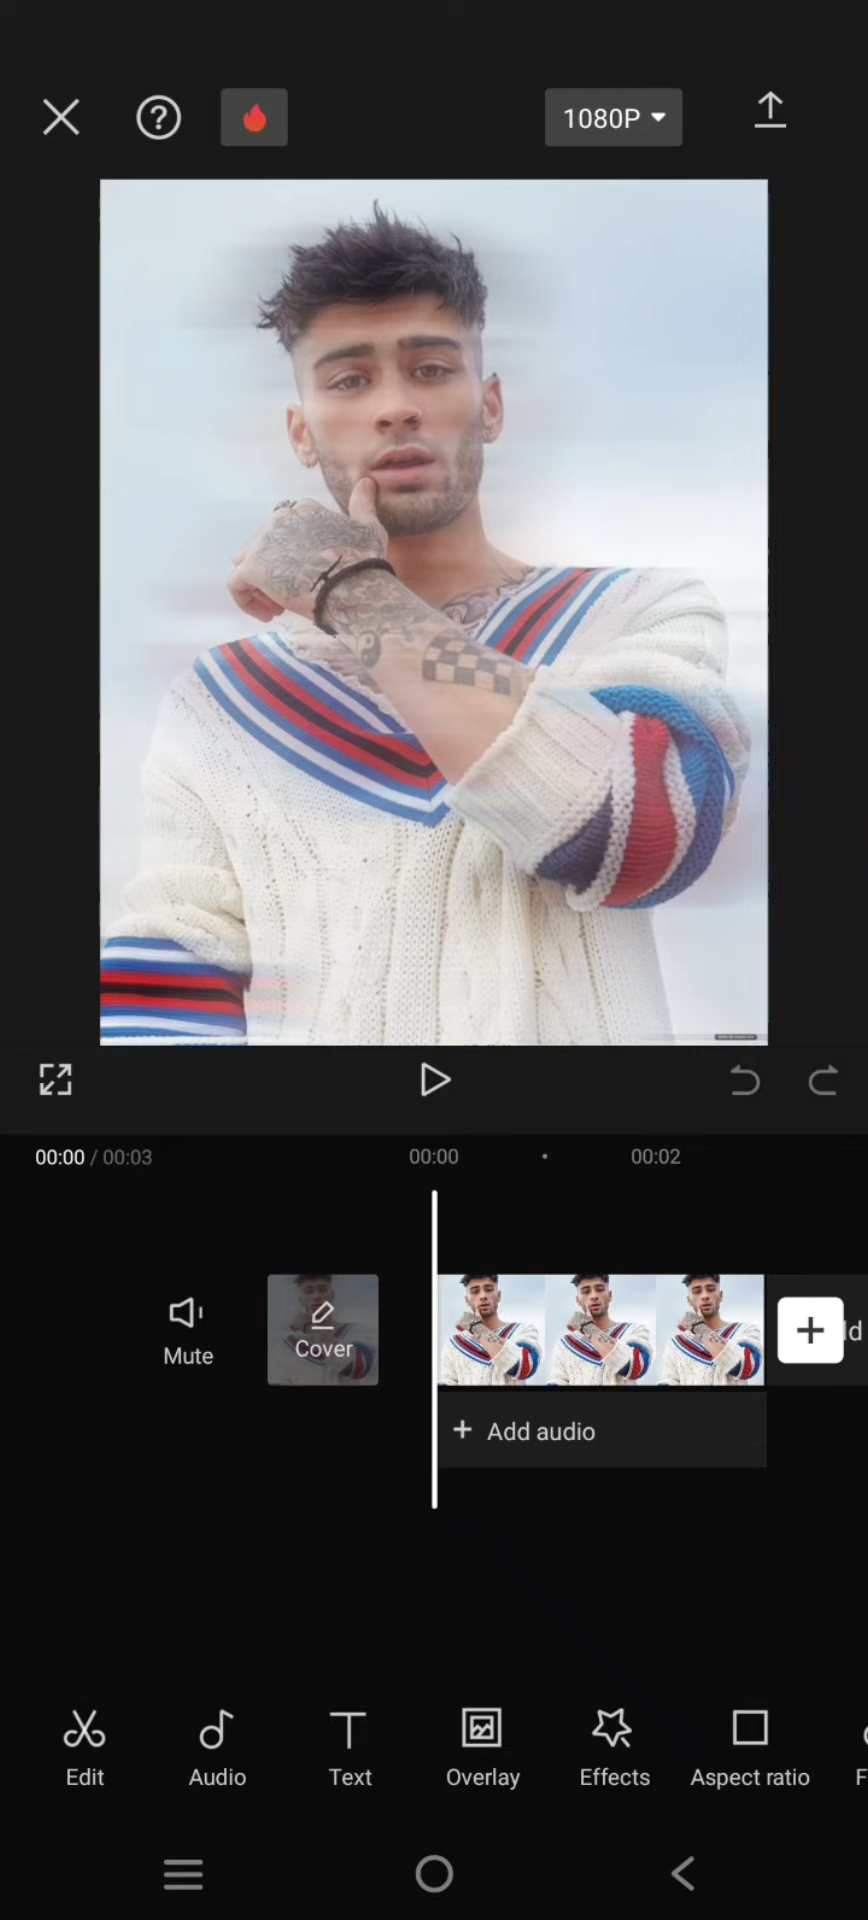 1080P
00:00 / 00:03
00:00
00:02
Mute
Cover
ld
+ Add audio
Edit
Audio
Text
Overlay
Effects
Aspect ratio
F